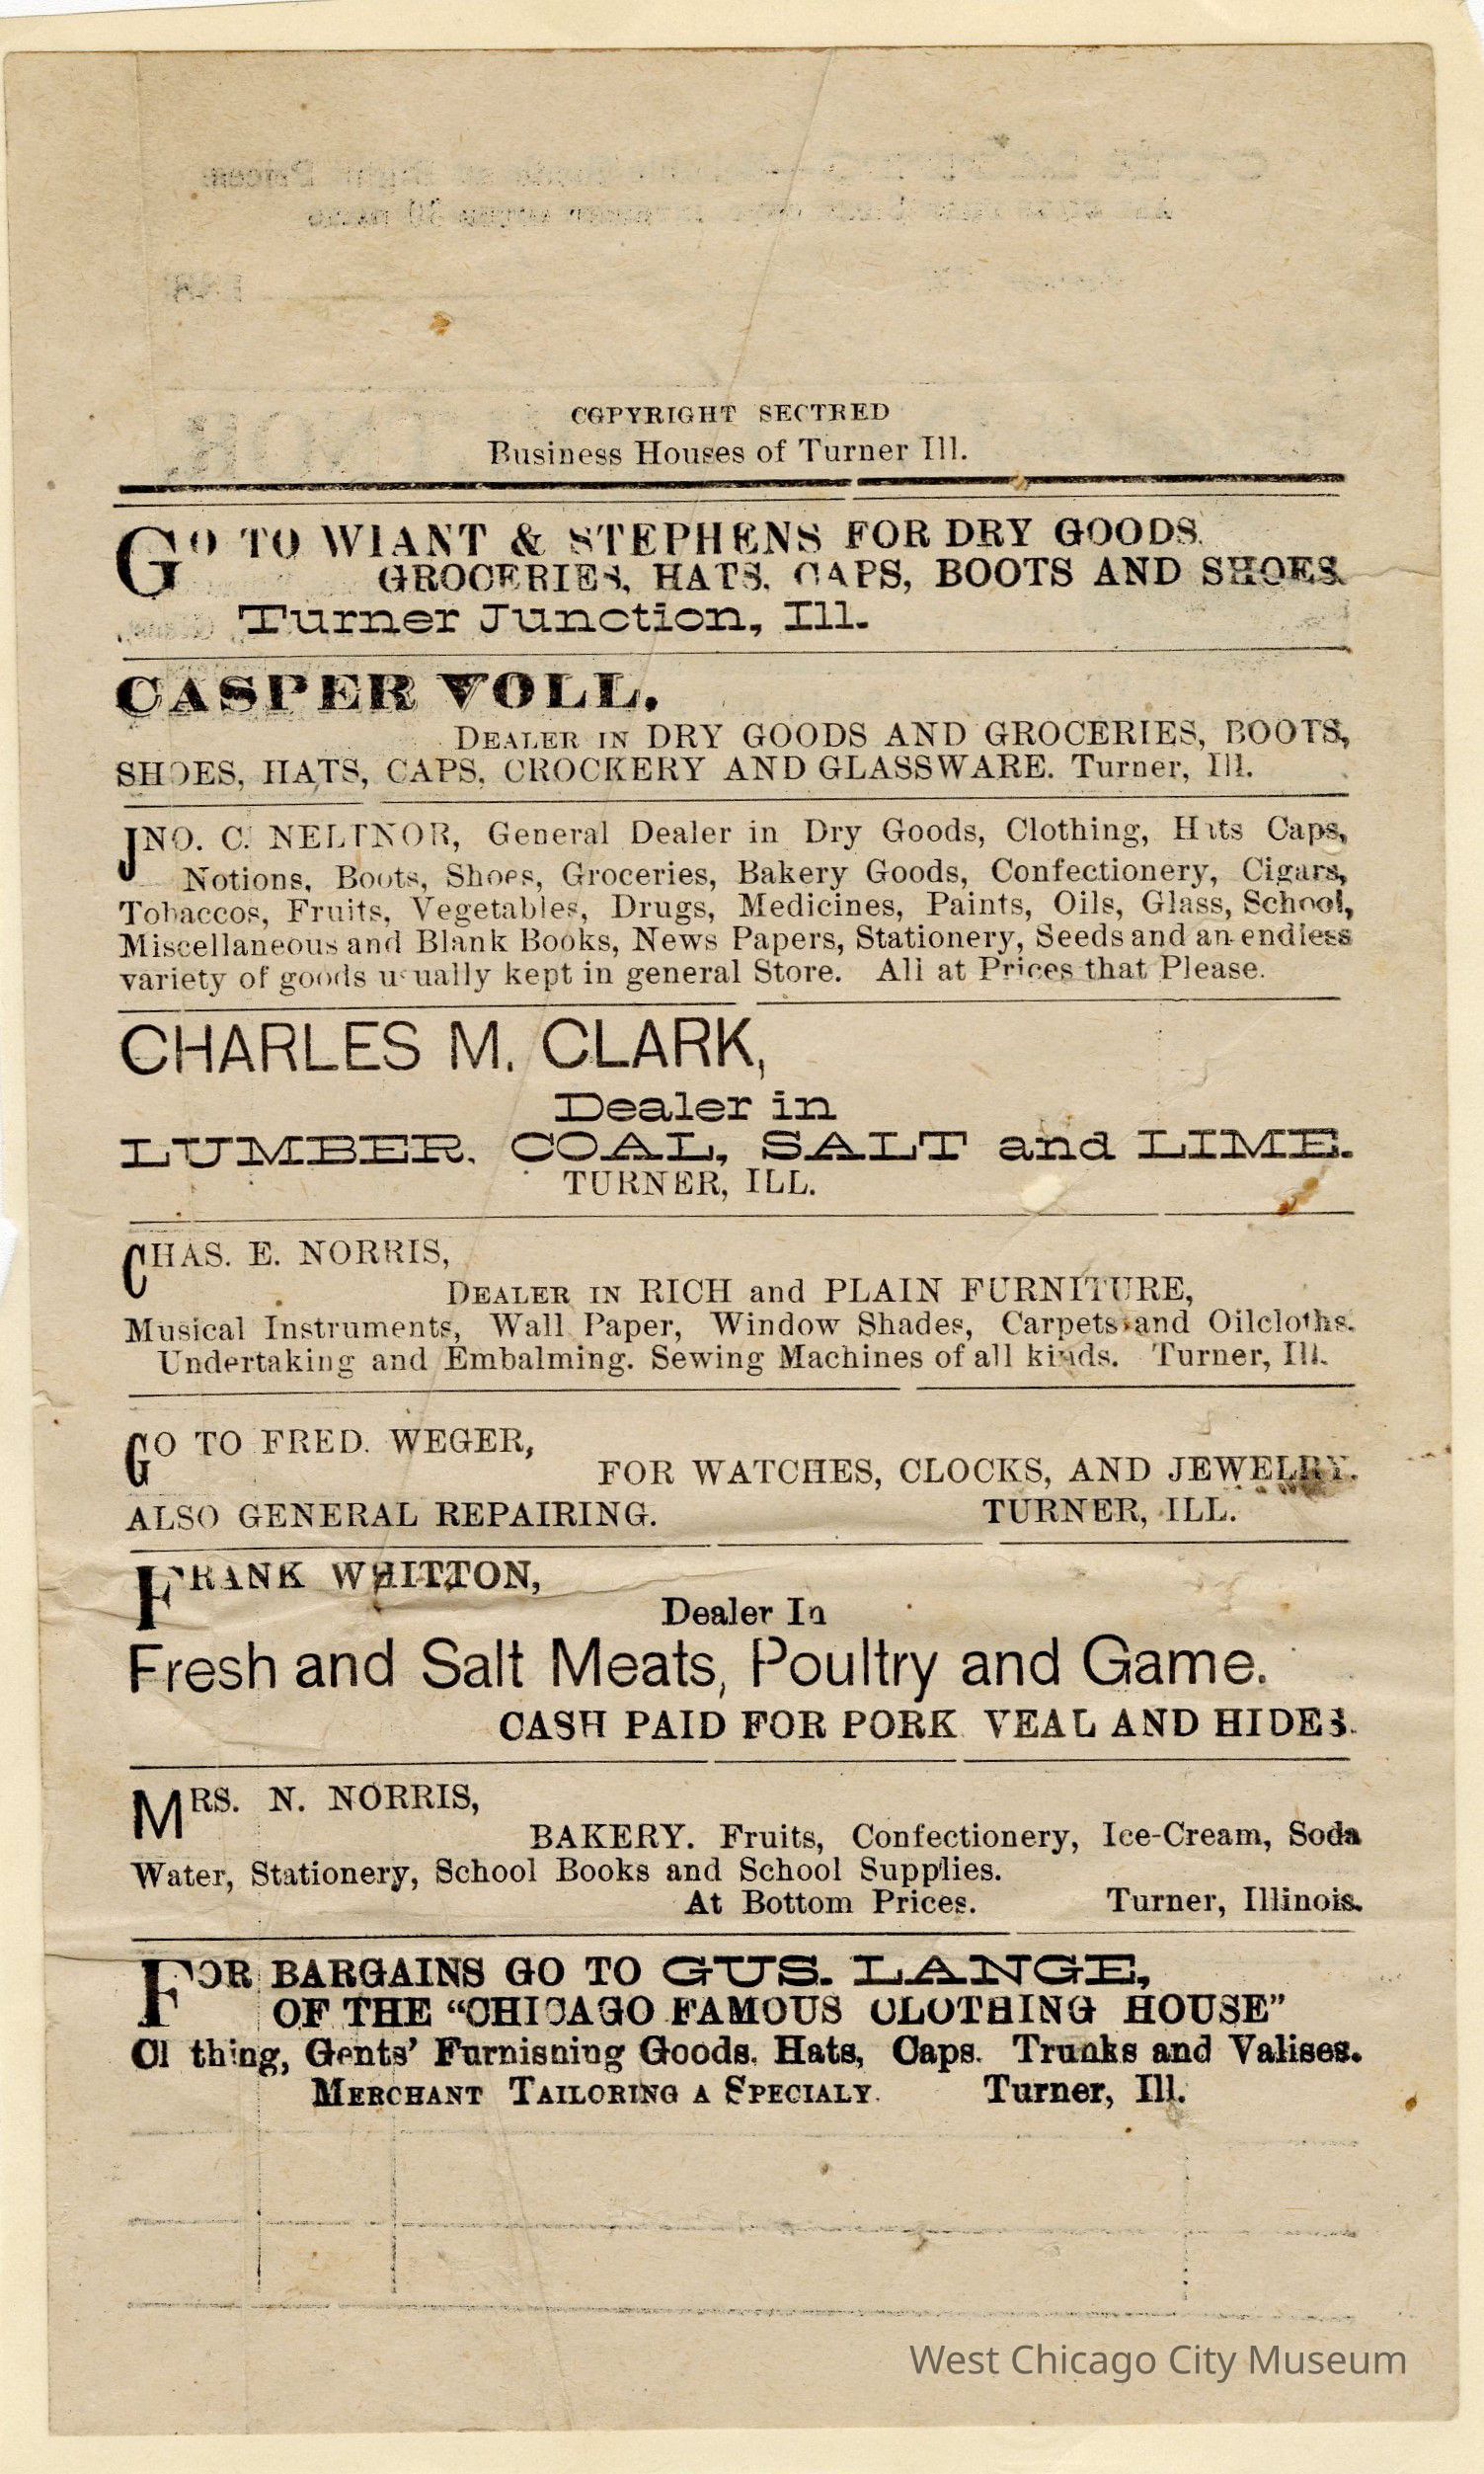 COPYRIGHT SECTRED
Business Houses of Turner Ill.
GO TO WIANT & STEPHENS FOR DRY GOODS.
GROCERIES, HATS. CAPS, BOOTS AND SHOES.
Turner Junction, Ill.
CASPER VOLL.
DEALER IN DRY GOODS AND GROCERIES, BOOTS,
SHOES, HATS, CAPS, CROCKERY AND GLASSWARE. Turner, Ill.
JNO. C. NELTNOR, General Dealer in Dry Goods, Clothing, Hats Caps,
Notions, Boots, Shoes, Groceries, Bakery Goods, Confectionery, Cigars,
Tobaccos, Fruits, Vegetables, Drugs, Medicines, Paints, Oils, Glass, School,
Miscellaneous and Blank Books, News Papers, Stationery, Seeds and an endless
variety of goods usually kept in general Store. All at Prices that Please.
CHARLES M. CLARK,
Dealer in
LUMBER. COAL, SALT and LIME.
TURNER, ILL.
CHAS. E. NORRIS,
DEALER IN RICH and PLAIN FURNITURE,
Musical Instruments, Wall Paper, Window Shades, Carpets and Oilcloths.
Undertaking and Embalming. Sewing Machines of all kinds. Turner, Ill.
GO TO FRED. WEGER,
FOR WATCHES, CLOCKS, AND JEWELRY.
ALSO GENERAL REPAIRING. TURNER, ILL.
FRANK WHITTON,
Dealer In
Fresh and Salt Meats, Poultry and Game.
CASH PAID FOR PORK VEAL AND HIDES.
MRS. N. NORRIS,
BAKERY. Fruits, Confectionery, Ice-Cream, Soda
Water, Stationery, School Books and School Supplies.
At Bottom Prices. Turner, Illinois.
FOR BARGAINS GO TO GUS. LANGE,
OF THE “CHICAGO FAMOUS CLOTHING HOUSE”
Cl thing, Gents’ Furnisning Goods. Hats, Caps. Trunks and Valises.
MERCHANT TAILORING A SPECIALY. Turner, Ill.
West Chicago City Museum